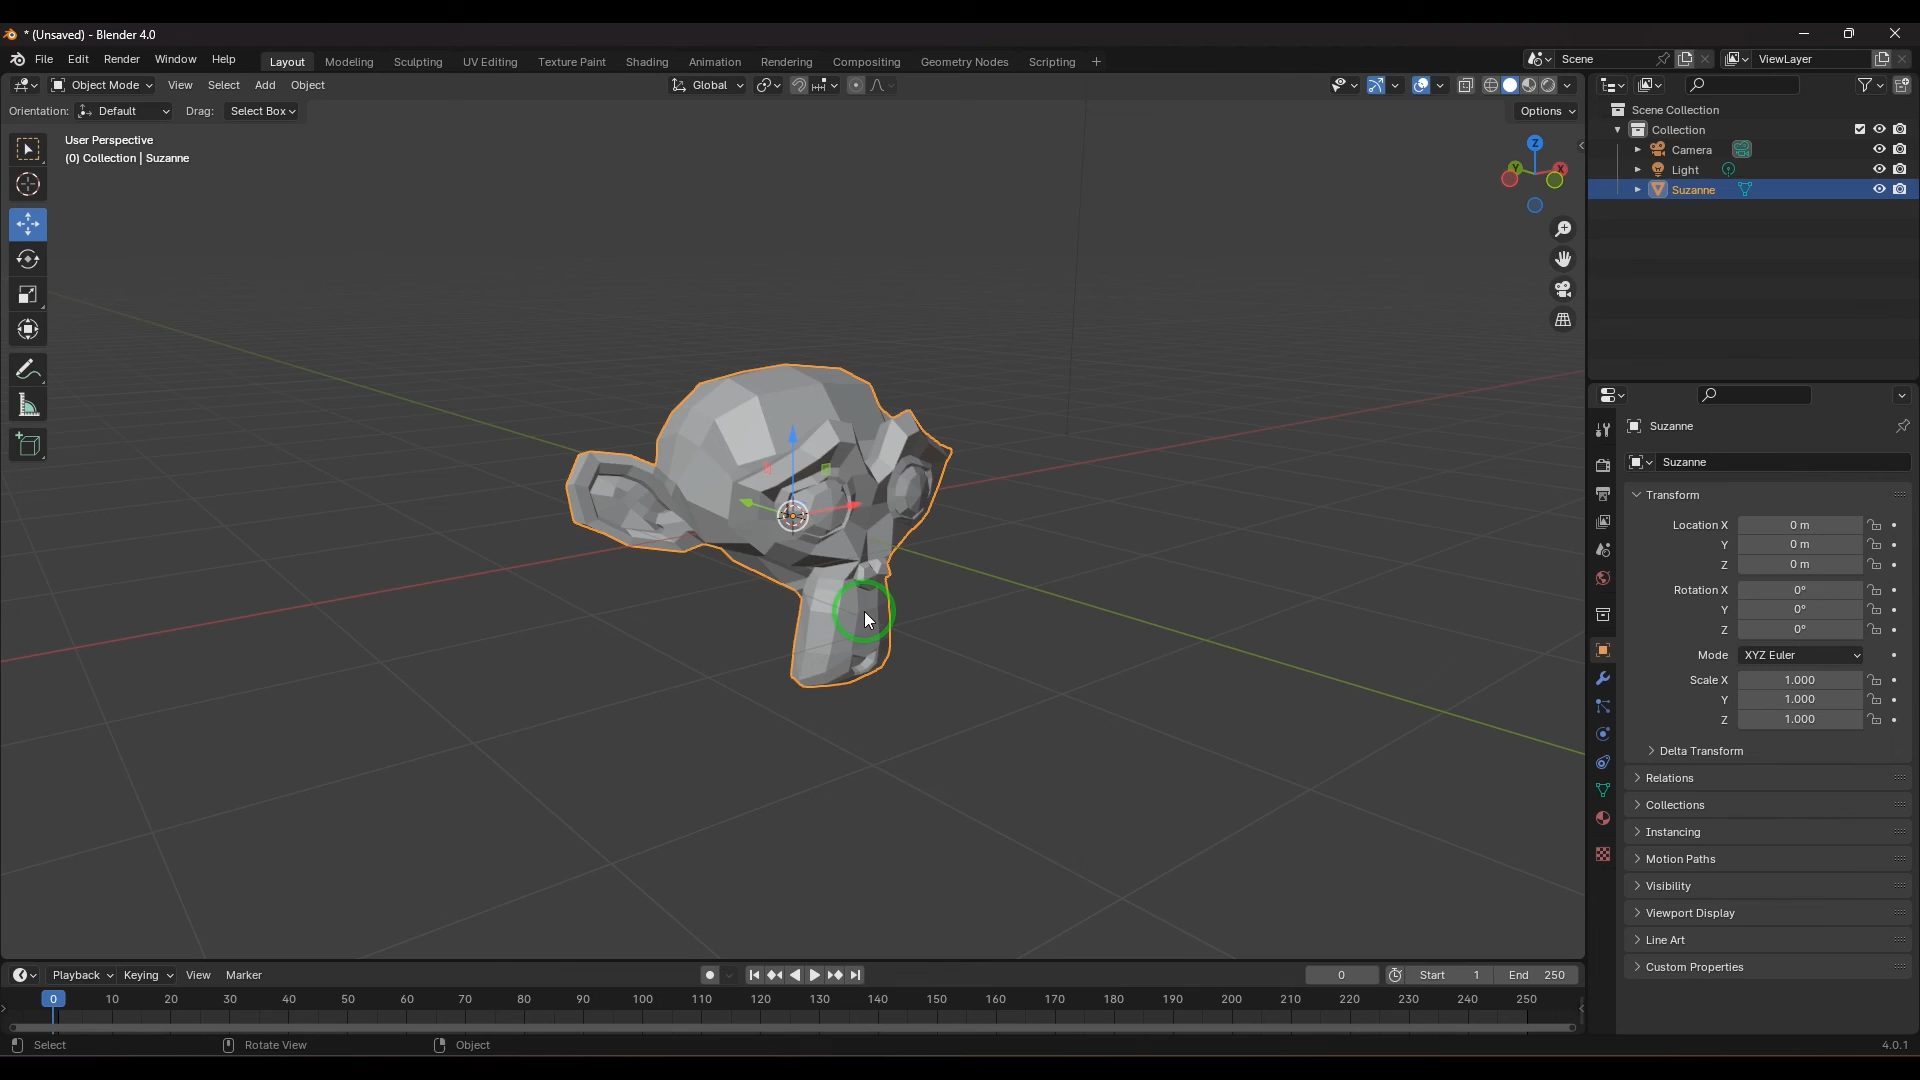 * (Unsaved) - Blender 4.0
File Edit Render Window Help Layout Modeling Sculpting UV Editing Texture Paint Shading Animation Rendering Compositing Geometry Nodes Scripting + Scene ViewLayer
Object Mode View Select Add Object Global
Orientation: Default Drag: Select Box Options
User Perspective
(0) Collection | Suzanne
Z
Y
X
Scene Collection
Collection
Camera
Light
Suzanne
Suzanne
Suzanne
Transform
Location X 0 m
Y 0 m
Z 0 m
Rotation X 0°
Y 0°
Z 0°
Mode XYZ Euler
Scale X 1.000
Y 1.000
Z 1.000
Delta Transform
Relations
Collections
Instancing
Motion Paths
Visibility
Viewport Display
Line Art
Custom Properties
Playback Keying View Marker 0 Start 1 End 250
0 10 20 30 40 50 60 70 80 90 100 110 120 130 140 150 160 170 180 190 200 210 220 230 240 250
Select Rotate View Object 4.0.1